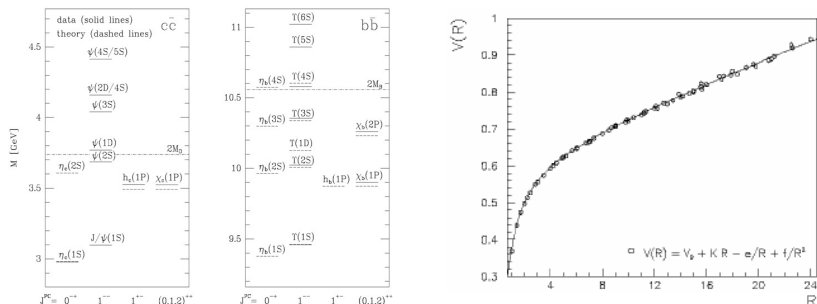 data (solid lines)
theory (dashed lines)
cc̄
ψ(4S/5S)
ψ(2D/4S)
ψ(3S)
ψ(1D)
2M_D
ψ(2S)
η_c(2S)
h_c(1P)
χ_c(1P)
J/ψ(1S)
η_c(1S)
M [GeV]
4.5
4
3.5
3
J^PC = 0^-+ 1^-- 1^+- (0,1,2)^++
bb̄
Υ(6S)
Υ(5S)
η_b(4S)
Υ(4S)
2M_B
η_b(3S)
Υ(3S)
χ_b(2P)
Υ(1D)
η_b(2S)
Υ(2S)
h_b(1P)
χ_b(1P)
Υ(1S)
η_b(1S)
11
10.5
10
9.5
J^PC = 0^-+ 1^-- 1^+- (0,1,2)^++
V(R)
1
0.9
0.8
0.7
0.6
0.5
0.4
0.3
V(R) = V₀ + K R − e/R + f/R²
4 8 12 16 20 24
R